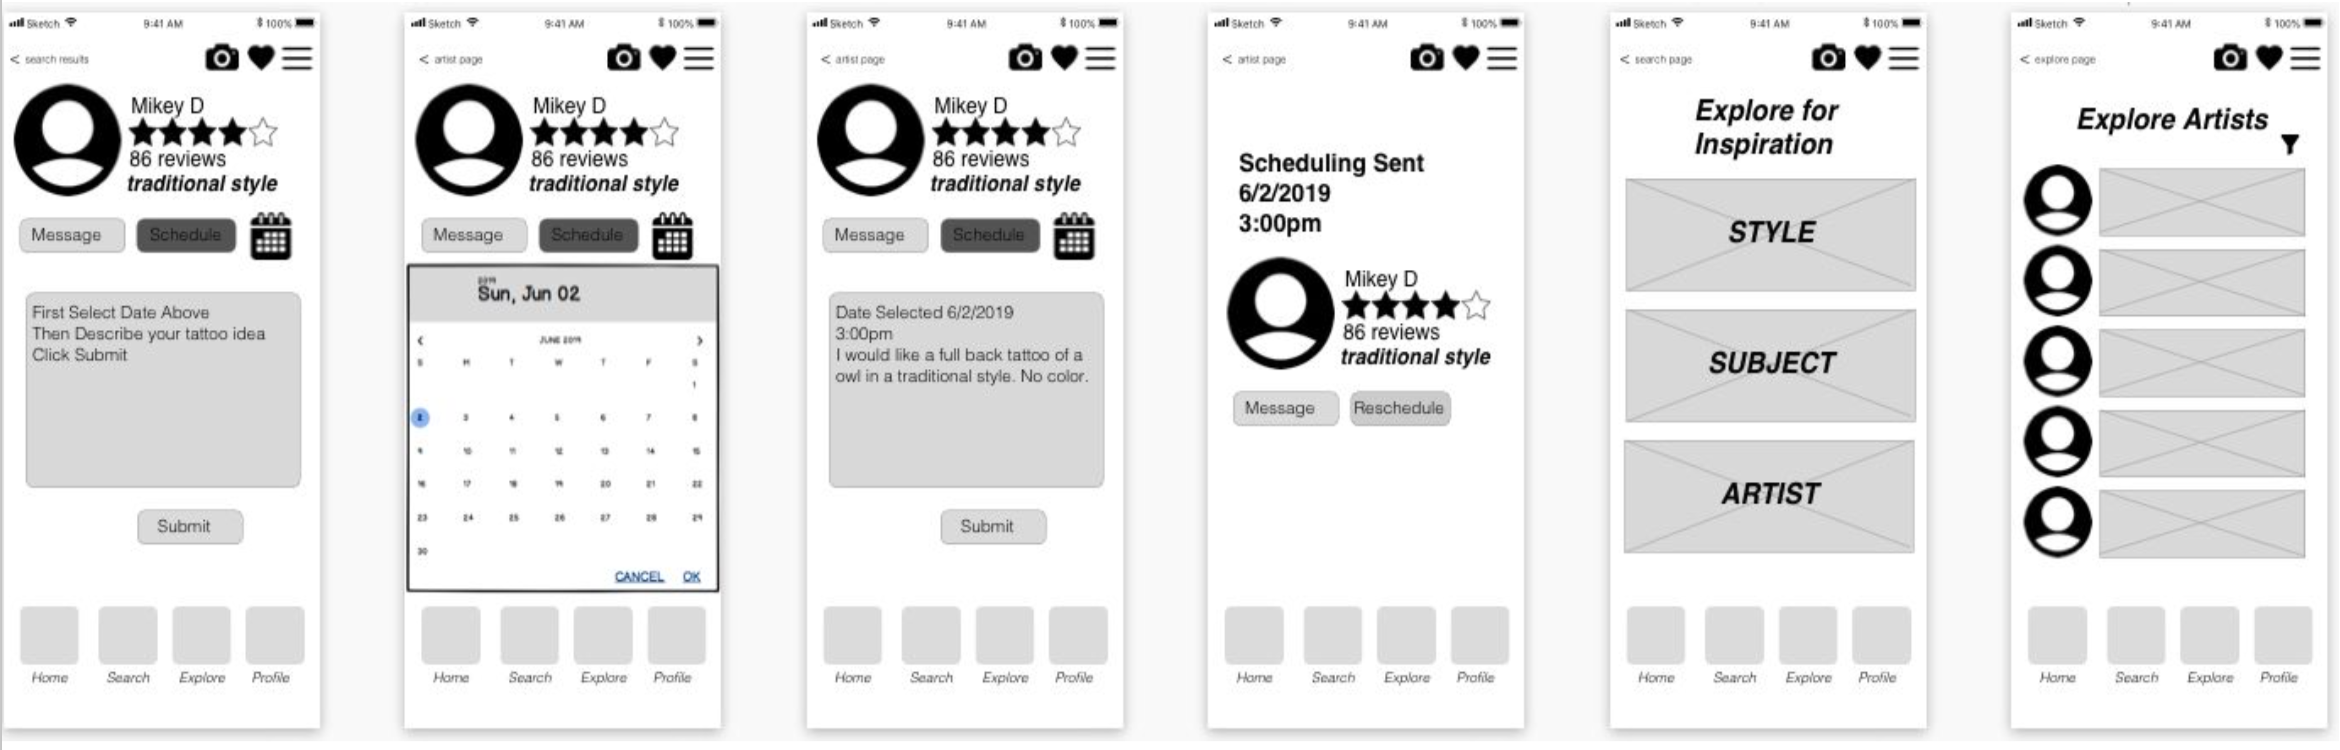 Sketch 9:41 AM 100%
< search results
Mikey D
86 reviews
traditional style
Message Schedule
First Select Date Above
Then Describe your tattoo idea
Click Submit
Submit
Home Search Explore Profile
Sketch 9:41 AM 100%
< artist page
Mikey D
86 reviews
traditional style
Message Schedule
2019
Sun, Jun 02
< JUNE 2019 >
S M T W T F S
1
2 3 4 5 6 7 8
9 10 11 12 13 14 15
16 17 18 19 20 21 22
23 24 25 26 27 28 29
30
CANCEL OK
Home Search Explore Profile
Sketch 9:41 AM 100%
< artist page
Mikey D
86 reviews
traditional style
Message Schedule
Date Selected 6/2/2019
3:00pm
I would like a full back tattoo of a
owl in a traditional style. No color.
Submit
Home Search Explore Profile
Sketch 9:41 AM 100%
< artist page
Scheduling Sent
6/2/2019
3:00pm
Mikey D
86 reviews
traditional style
Message Reschedule
Home Search Explore Profile
Sketch 9:41 AM 100%
< search page
Explore for
Inspiration
STYLE
SUBJECT
ARTIST
Home Search Explore Profile
Sketch 9:41 AM 100%
< explore page
Explore Artists
Home Search Explore Profile